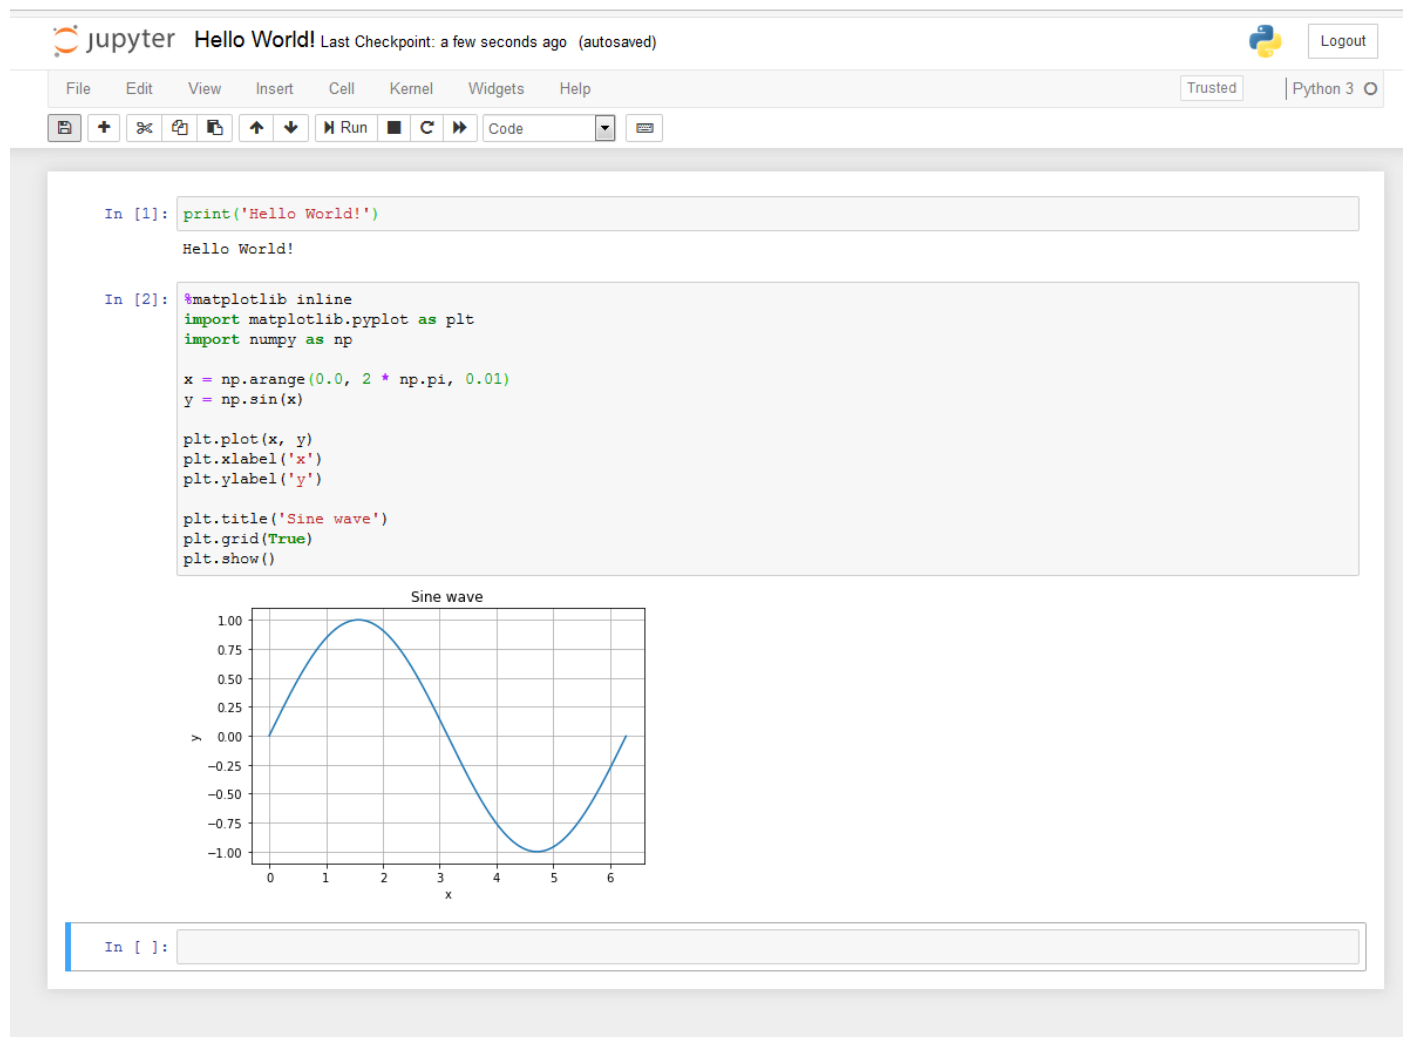 jupyter Hello World! Last Checkpoint: a few seconds ago (autosaved) Logout
File Edit View Insert Cell Kernel Widgets Help Trusted Python 3
Run Code
In [1]: print('Hello World!')
Hello World!
In [2]: %matplotlib inline
import matplotlib.pyplot as plt
import numpy as np
x = np.arange(0.0, 2 * np.pi, 0.01)
y = np.sin(x)
plt.plot(x, y)
plt.xlabel('x')
plt.ylabel('y')
plt.title('Sine wave')
plt.grid(True)
plt.show()
Sine wave
1.00
0.75
0.50
0.25
y 0.00
−0.25
−0.50
−0.75
−1.00
0 1 2 3 4 5 6
x
In [ ]: